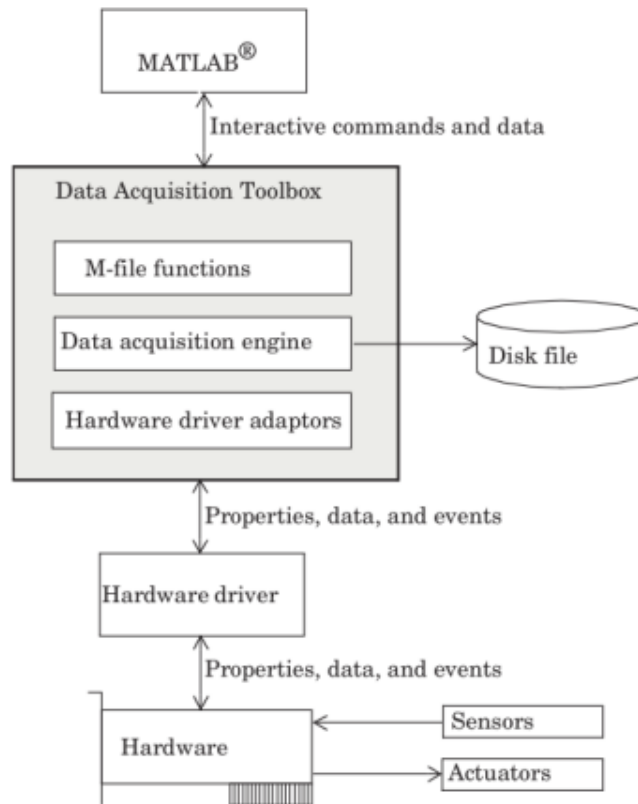 MATLAB®
Interactive commands and data
Data Acquisition Toolbox
M-file functions
Data acquisition engine
Disk file
Hardware driver adaptors
Properties, data, and events
Hardware driver
Properties, data, and events
Sensors
Hardware
Actuators